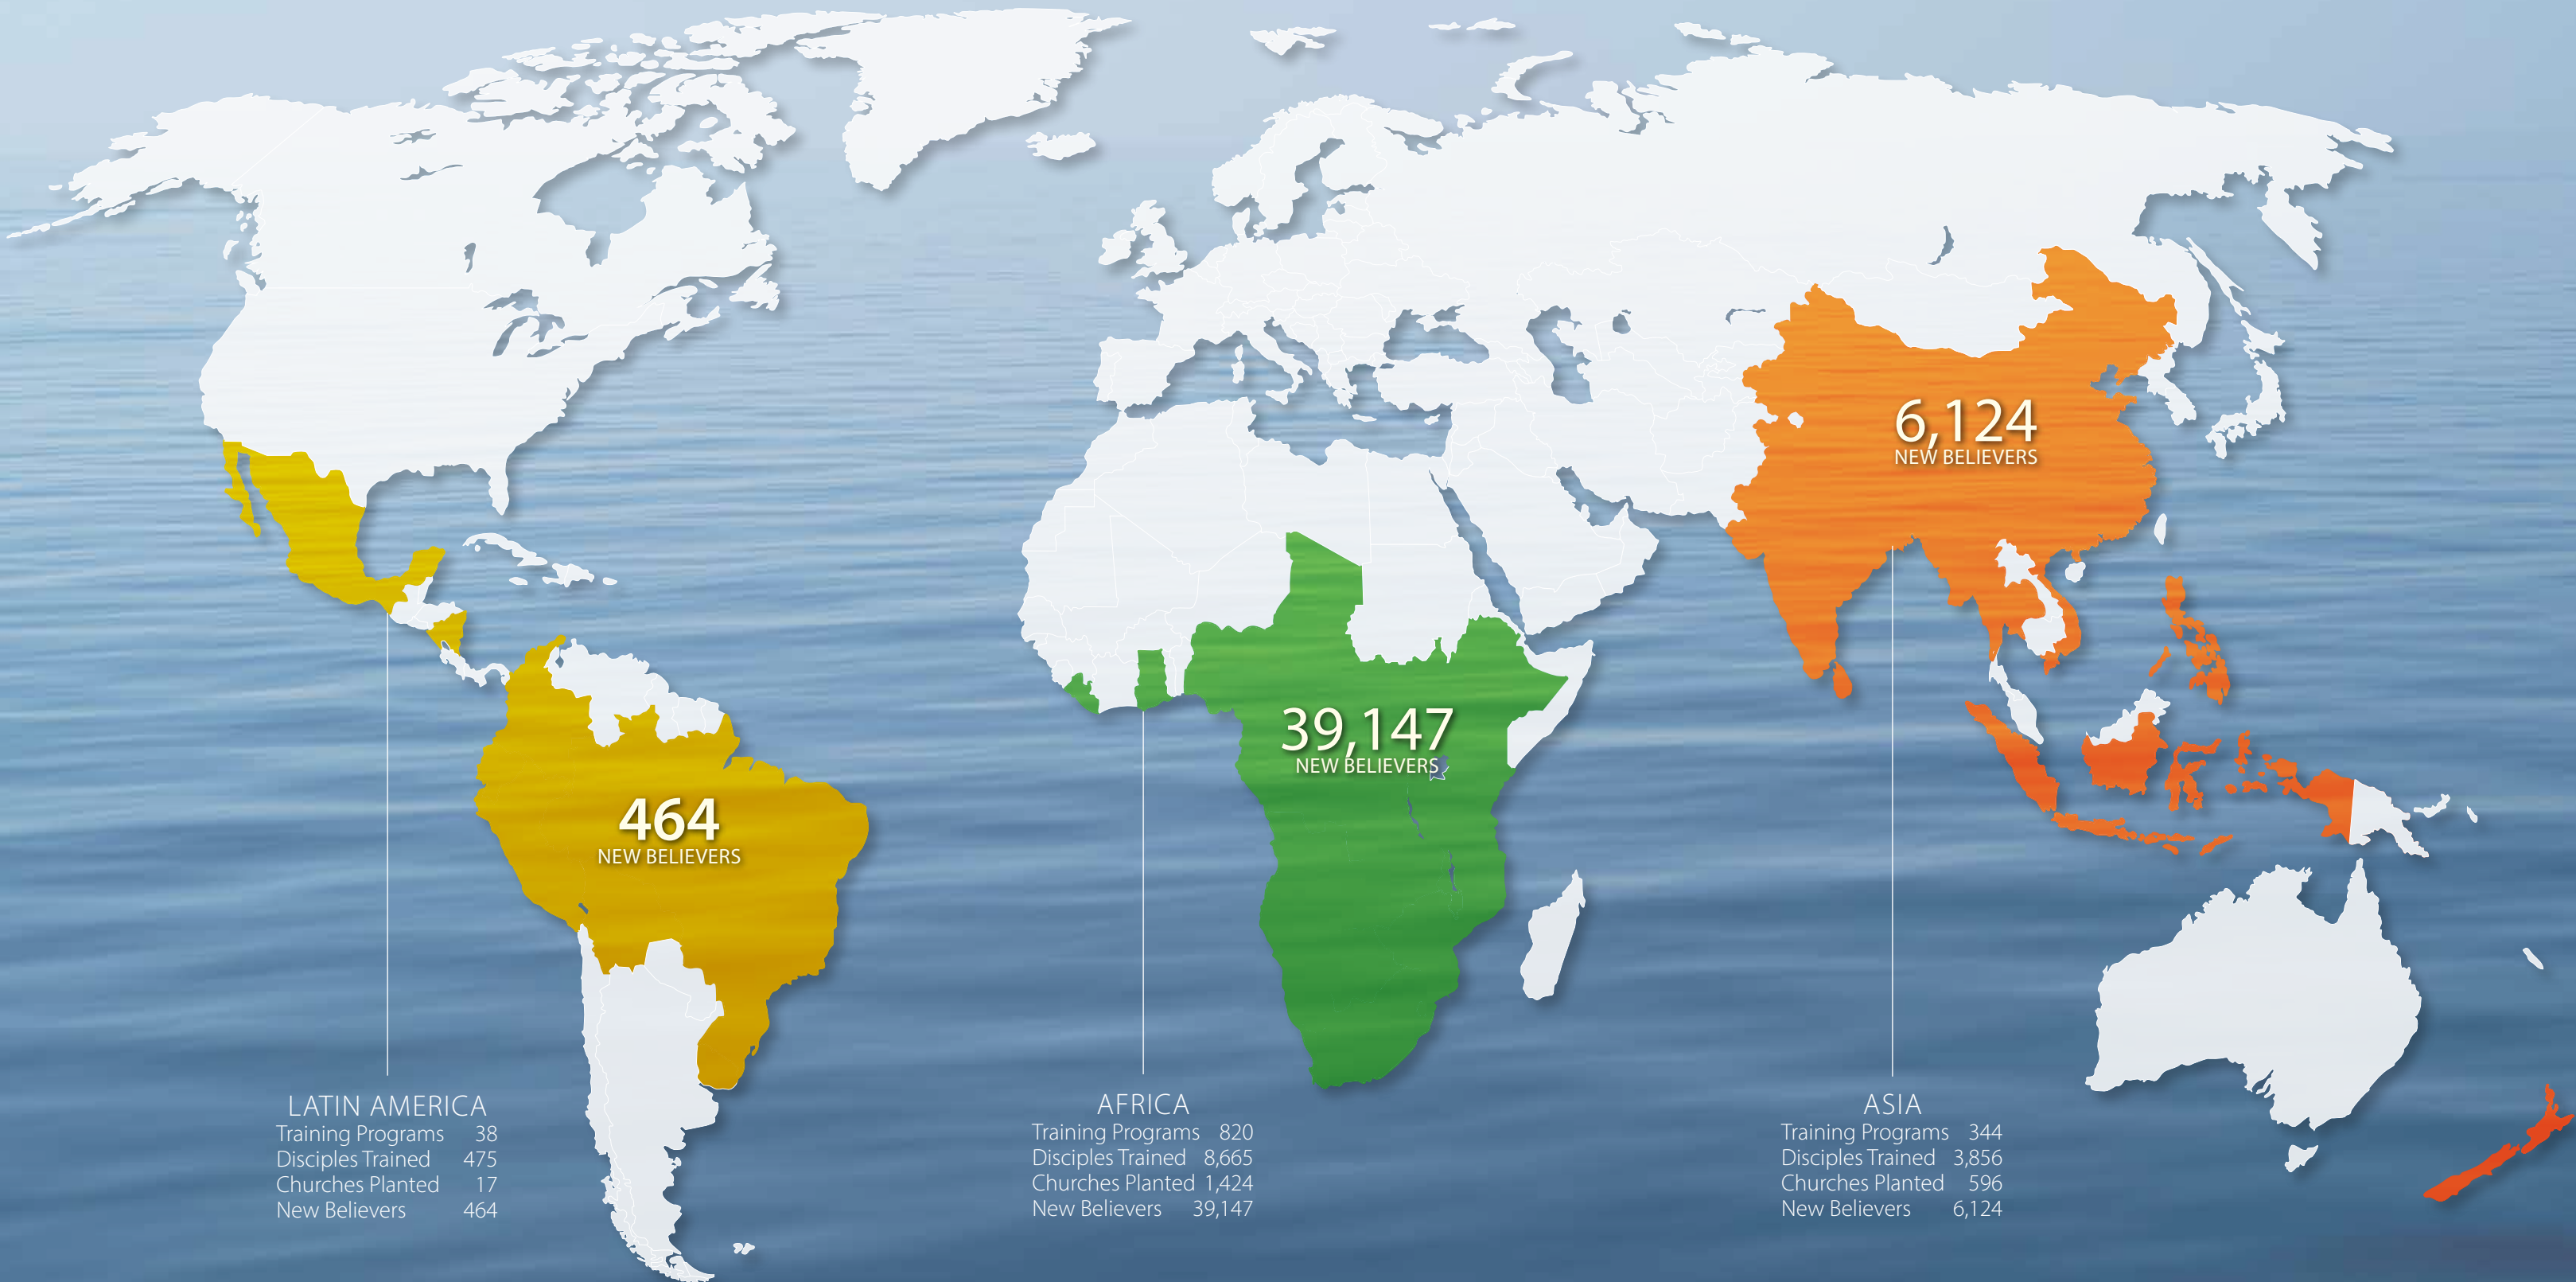 6,124
NEW BELIEVERS
39,147
NEW BELIEVERS
464
NEW BELIEVERS
LATIN AMERICA
Training Programs 38
Disciples Trained 475
Churches Planted 17
New Believers 464
AFRICA
Training Programs 820
Disciples Trained 8,665
Churches Planted 1,424
New Believers 39,147
ASIA
Training Programs 344
Disciples Trained 3,856
Churches Planted 596
New Believers 6,124